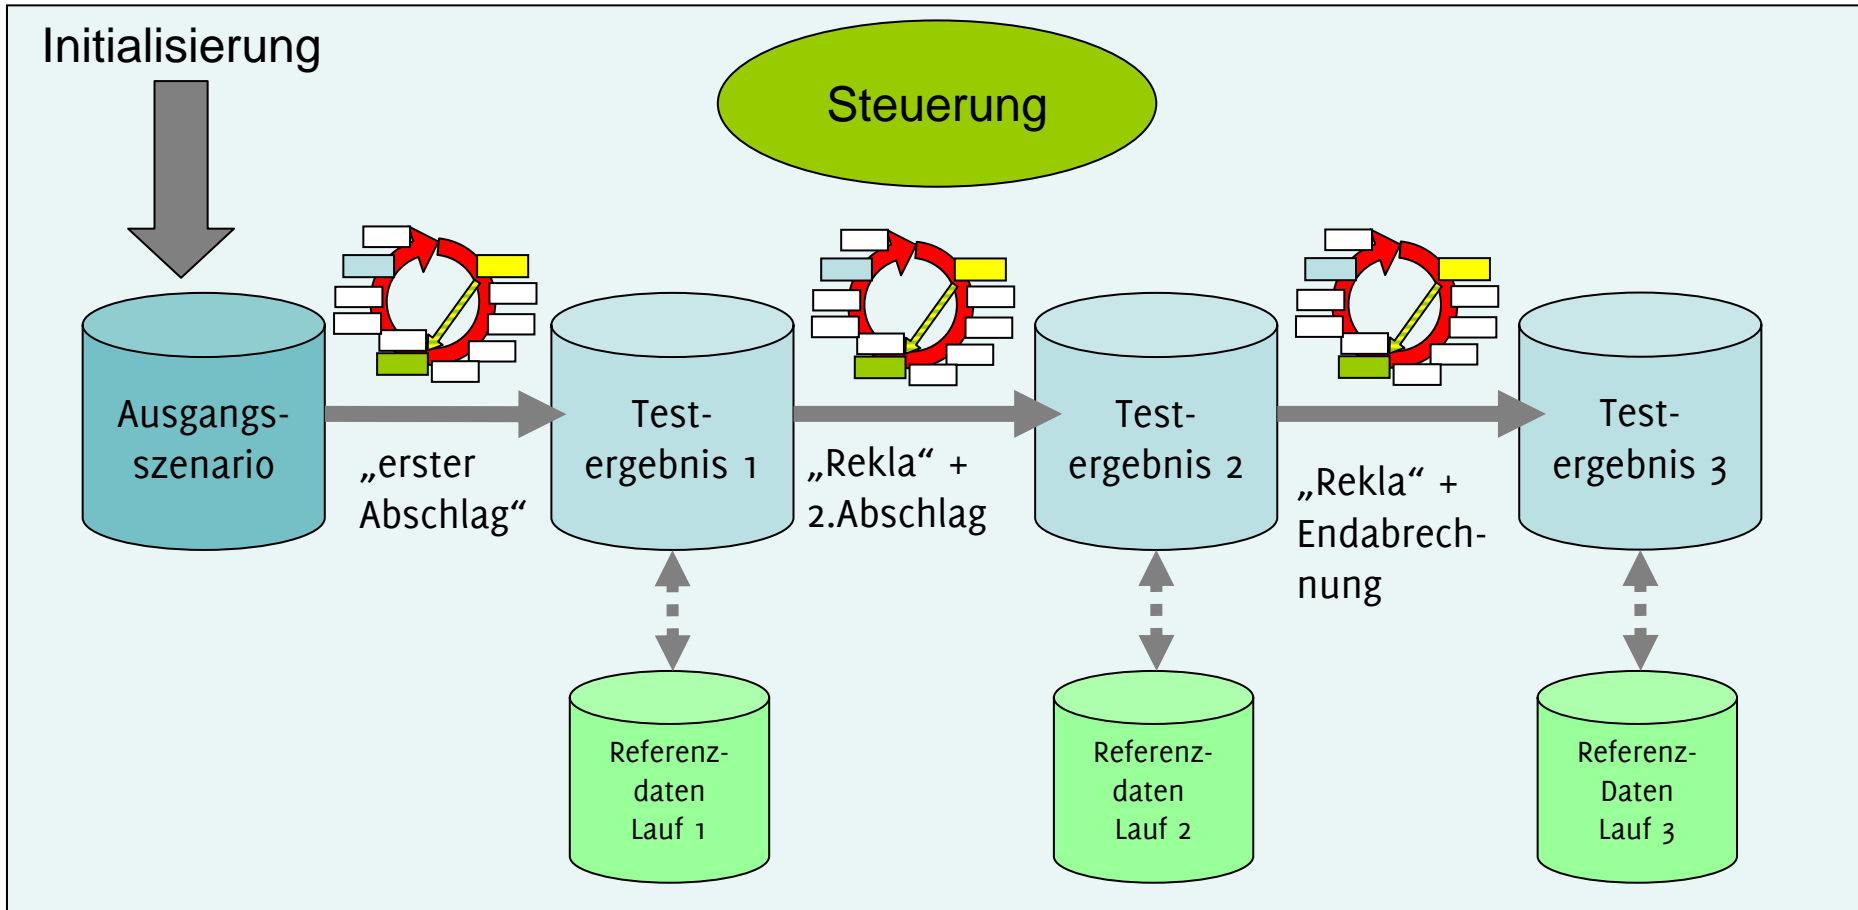 Initialisierung
Steuerung
Ausgangs-
szenario
„erster
Abschlag“
Test-
ergebnis 1
„Rekla“ +
2.Abschlag
Test-
ergebnis 2
„Rekla“ +
Endabrech-
nung
Test-
ergebnis 3
Referenz-
daten
Lauf 1
Referenz-
daten
Lauf 2
Referenz-
Daten
Lauf 3